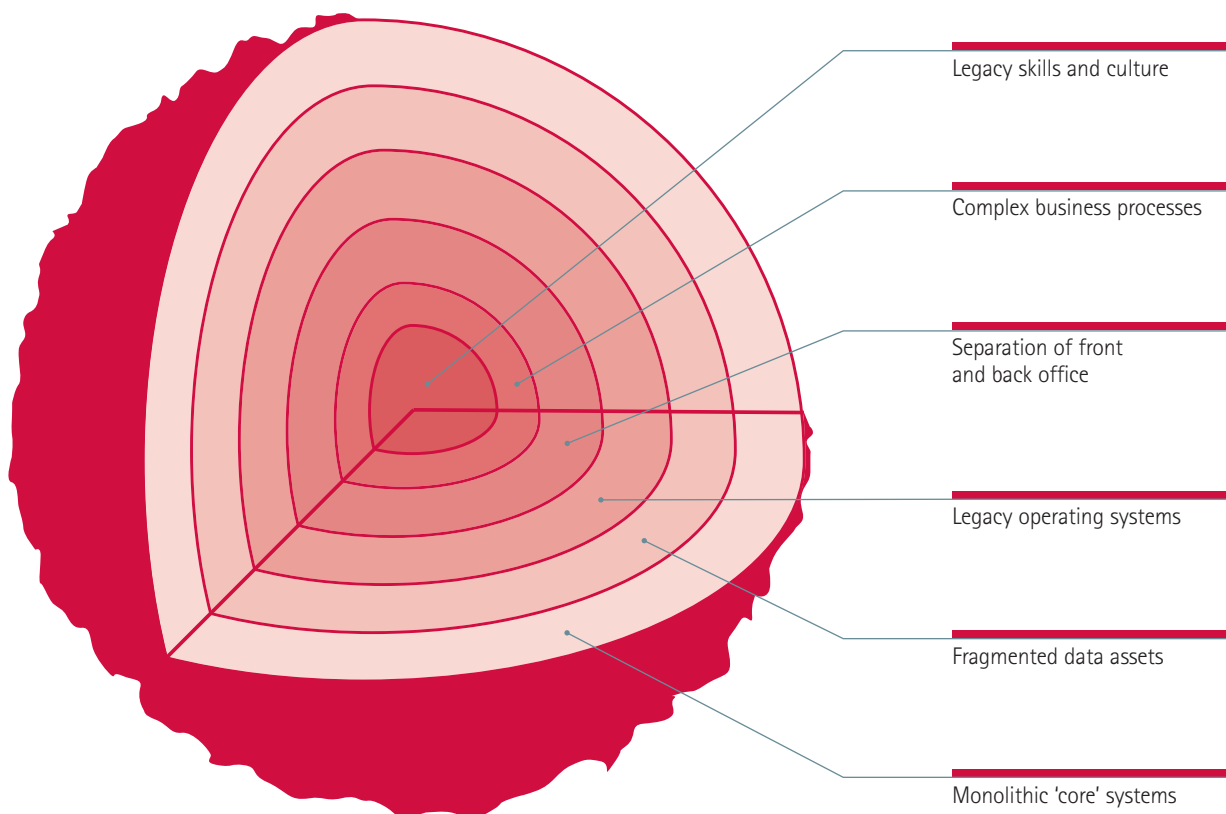 Legacy skills and culture
Complex business processes
Separation of front
and back office
Legacy operating systems
Fragmented data assets
Monolithic ‘core’ systems